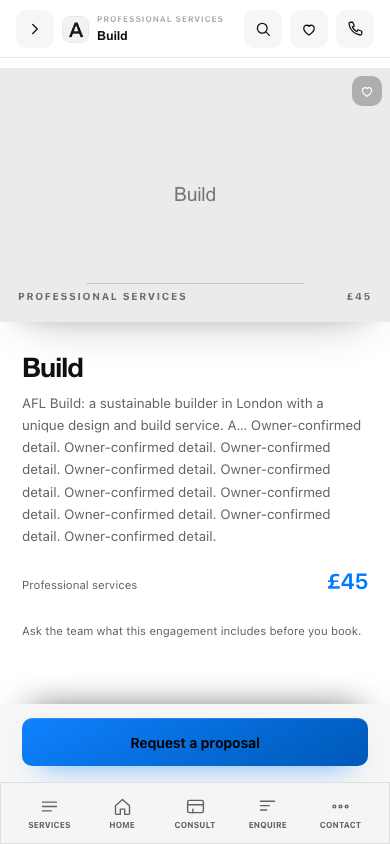 PROFESSIONAL SERVICES
A
Build
Build
PROFESSIONAL SERVICES £45
Build
AFL Build: a sustainable builder in London with a
unique design and build service. A... Owner-confirmed
detail. Owner-confirmed detail. Owner-confirmed
detail. Owner-confirmed detail. Owner-confirmed
detail. Owner-confirmed detail. Owner-confirmed
detail. Owner-confirmed detail. Owner-confirmed
detail. Owner-confirmed detail.
Professional services £45
Ask the team what this engagement includes before you book.
Request a proposal
SERVICES HOME CONSULT ENQUIRE CONTACT